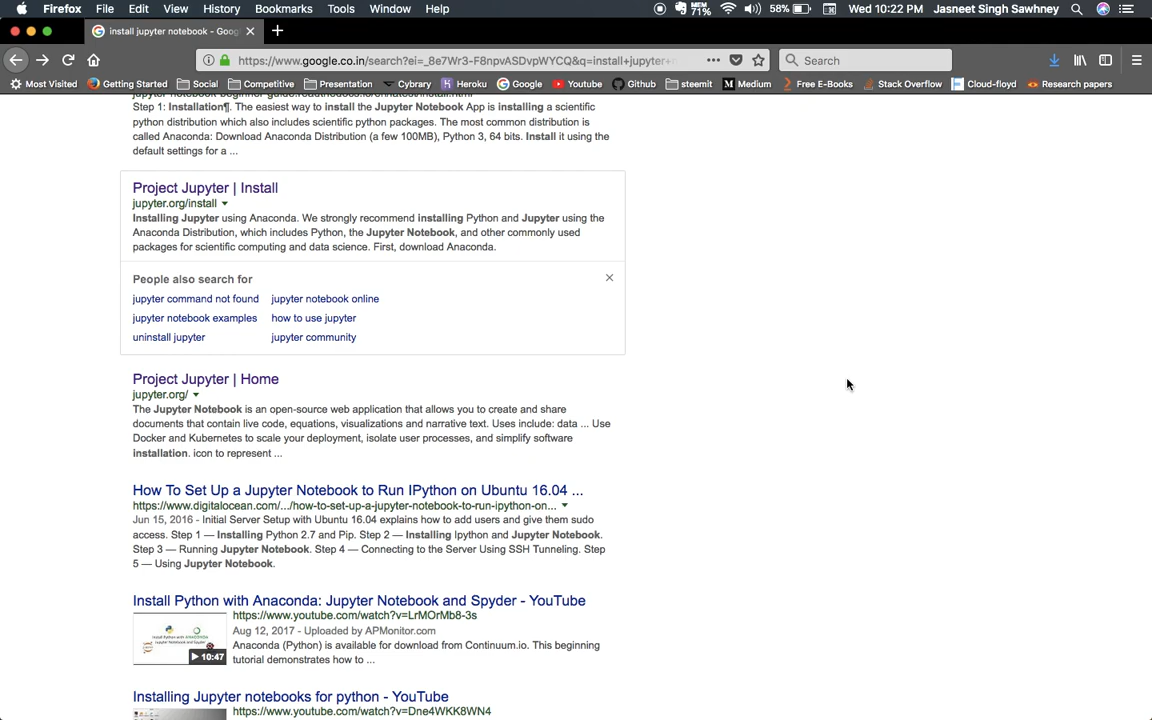 Firefox File Edit View History Bookmarks Tools Window Help MEM 71% 58% Wed 10:22 PM Jasneet Singh Sawhney
install jupyter notebook - Goog
https://www.google.co.in/search?ei=_8e7Wr3-F8npvASDvpWYCQ&q=install+jupyter+ Search
Most Visited Getting Started Social Competitive Presentation Cybrary Heroku Google Youtube Github steemit Medium Free E-Books Stack Overflow Cloud-floyd Research papers
Step 1: Installation¶. The easiest way to install the Jupyter Notebook App is installing a scientific
python distribution which also includes scientific python packages. The most common distribution is
called Anaconda: Download Anaconda Distribution (a few 100MB), Python 3, 64 bits. Install it using the
default settings for a ...
Project Jupyter | Install
jupyter.org/install
Installing Jupyter using Anaconda. We strongly recommend installing Python and Jupyter using the
Anaconda Distribution, which includes Python, the Jupyter Notebook, and other commonly used
packages for scientific computing and data science. First, download Anaconda.
People also search for
jupyter command not found jupyter notebook online
jupyter notebook examples how to use jupyter
uninstall jupyter jupyter community
Project Jupyter | Home
jupyter.org/
The Jupyter Notebook is an open-source web application that allows you to create and share
documents that contain live code, equations, visualizations and narrative text. Uses include: data ... Use
Docker and Kubernetes to scale your deployment, isolate user processes, and simplify software
installation. icon to represent ...
How To Set Up a Jupyter Notebook to Run IPython on Ubuntu 16.04 ...
https://www.digitalocean.com/.../how-to-set-up-a-jupyter-notebook-to-run-ipython-on...
Jun 15, 2016 - Initial Server Setup with Ubuntu 16.04 explains how to add users and give them sudo
access. Step 1 — Installing Python 2.7 and Pip. Step 2 — Installing Ipython and Jupyter Notebook.
Step 3 — Running Jupyter Notebook. Step 4 — Connecting to the Server Using SSH Tunneling. Step
5 — Using Jupyter Notebook.
Install Python with Anaconda: Jupyter Notebook and Spyder - YouTube
https://www.youtube.com/watch?v=LrMOrMb8-3s
Aug 12, 2017 - Uploaded by APMonitor.com
Anaconda (Python) is available for download from Continuum.io. This beginning
tutorial demonstrates how to ...
10:47
Installing Jupyter notebooks for python - YouTube
https://www.youtube.com/watch?v=Dne4WKK8WN4